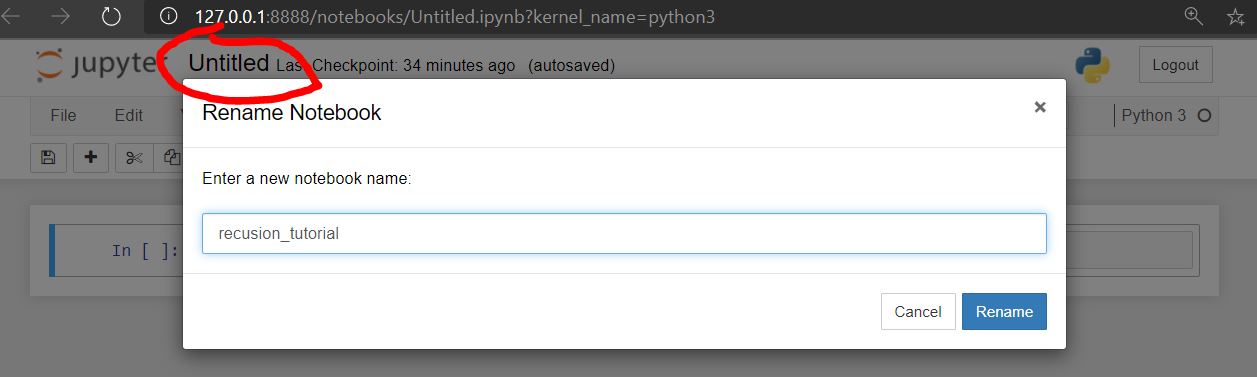 127.0.0.1:8888/notebooks/Untitled.ipynb?kernel_name=python3
jupyter Untitled Last Checkpoint: 34 minutes ago (autosaved) Logout
Rename Notebook ×
File Edit Python 3
Enter a new notebook name:
recusion_tutorial
In [ ]:
Cancel Rename